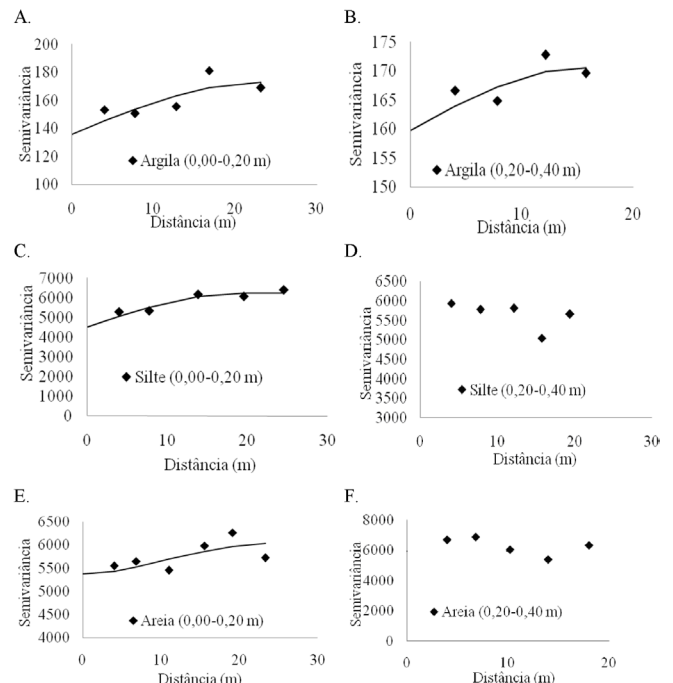 A.
Semivariância
200
180
160
140
120
100
Argila (0,00-0,20 m)
0
10
20
30
Distância (m)
B.
Semivariância
175
170
165
160
155
150
Argila (0,20-0,40 m)
0
10
20
Distância (m)
C.
Semivariância
7000
6000
5000
4000
3000
2000
1000
0
Silte (0,00-0,20 m)
0
10
20
30
Distância (m)
D.
Semivariância
6500
6000
5500
5000
4500
4000
3500
3000
Silte (0,20-0,40 m)
0
10
20
30
Distância (m)
E.
Semivariância
6500
6000
5500
5000
4500
4000
Areia (0,00-0,20 m)
0
10
20
30
Distância (m)
F.
Semivariância
8000
6000
4000
2000
0
Areia (0,20-0,40 m)
0
10
20
Distância (m)